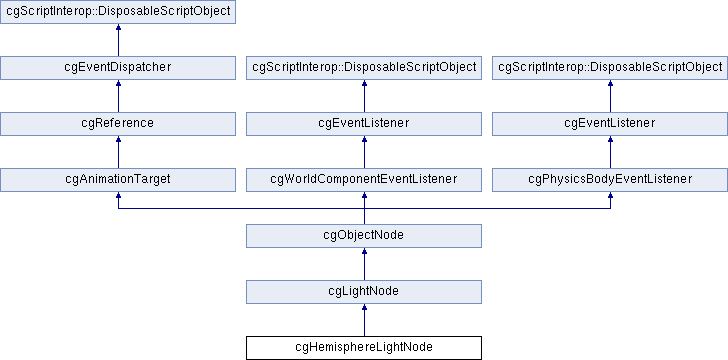 cgScriptInterop::DisposableScriptObject
cgEventDispatcher
cgScriptInterop::DisposableScriptObject
cgScriptInterop::DisposableScriptObject
cgReference
cgEventListener
cgEventListener
cgAnimationTarget
cgWorldComponentEventListener
cgPhysicsBodyEventListener
cgObjectNode
cgLightNode
cgHemisphereLightNode